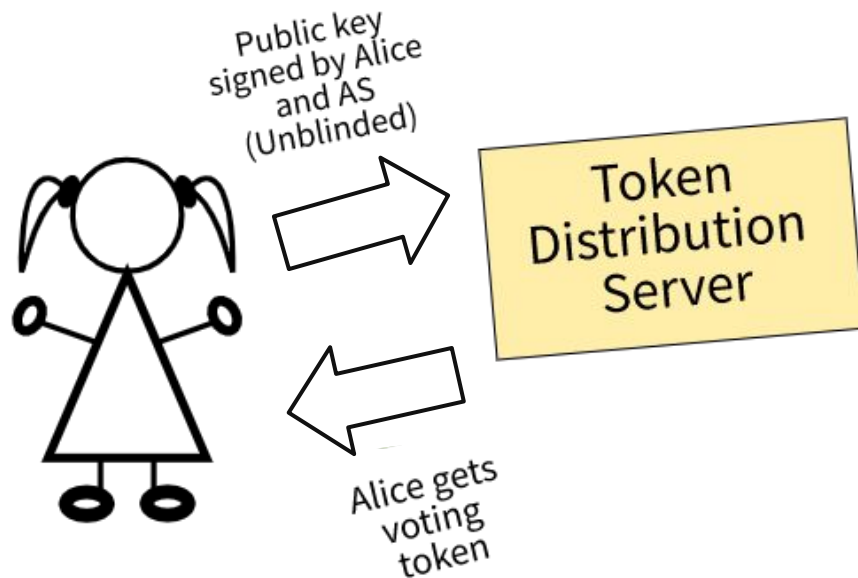 Public key
signed by Alice
and AS
(Unblinded)
Token
Distribution
Server
Alice gets
voting
token